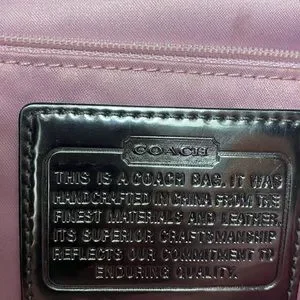 COACH
THIS IS A COACH BAG. IT WAS
HANDCRAFTED IN CHINA FROM THE
FINEST MATERIALS AND LEATHER.
ITS SUPERIOR CRAFTSMANSHIP
REFLECTS OUR COMMITMENT TO
ENDURING QUALITY.